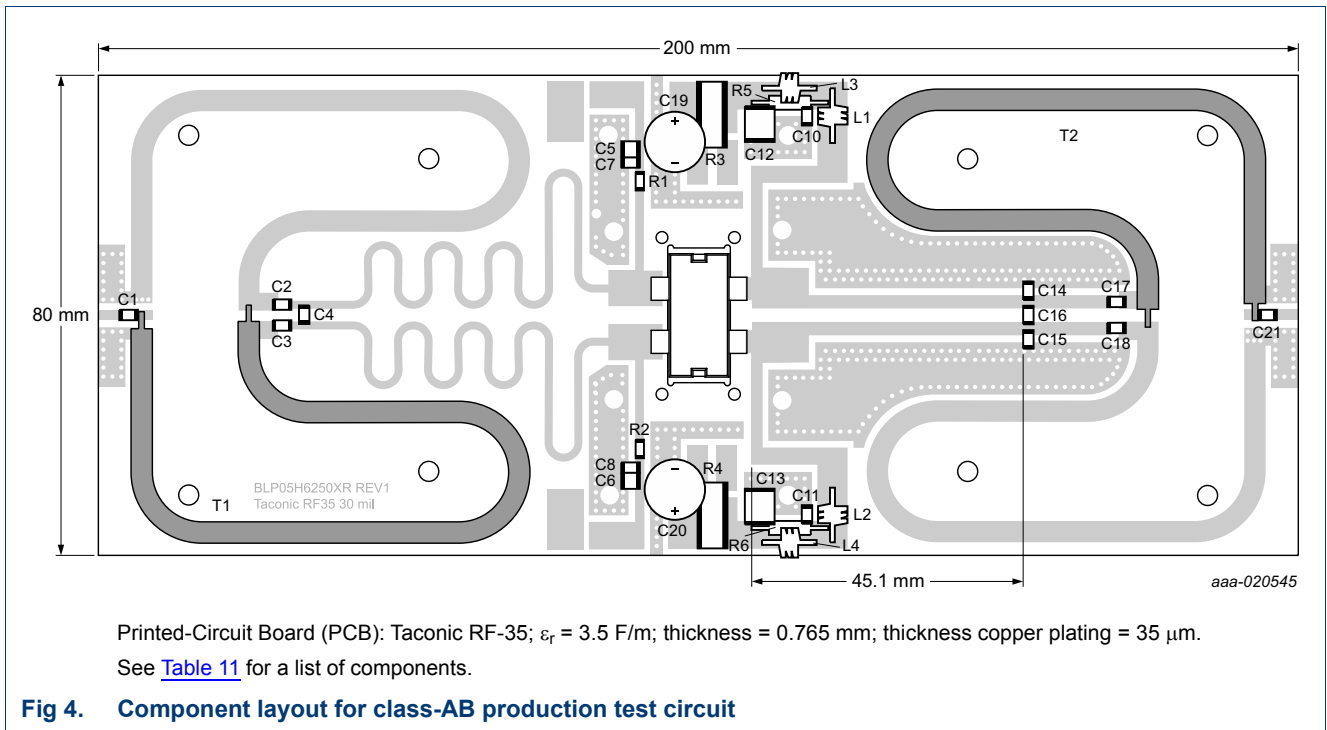 200 mm
L3
R5
C19
L1
T2
C10
C12
C5
C7
R3
R1
C2
C14
C17
C1
80 mm
C4
C16
C21
C3
C15
C18
R2
C8
C6
R4
C13
C11
BLP05H6250XR REV1
Taconic RF35 30 mil
T1
L2
C20
R6
L4
45.1 mm
aaa-020545
Printed-Circuit Board (PCB): Taconic RF-35; εr = 3.5 F/m; thickness = 0.765 mm; thickness copper plating = 35 μm.
See Table 11 for a list of components.
Fig 4. Component layout for class-AB production test circuit